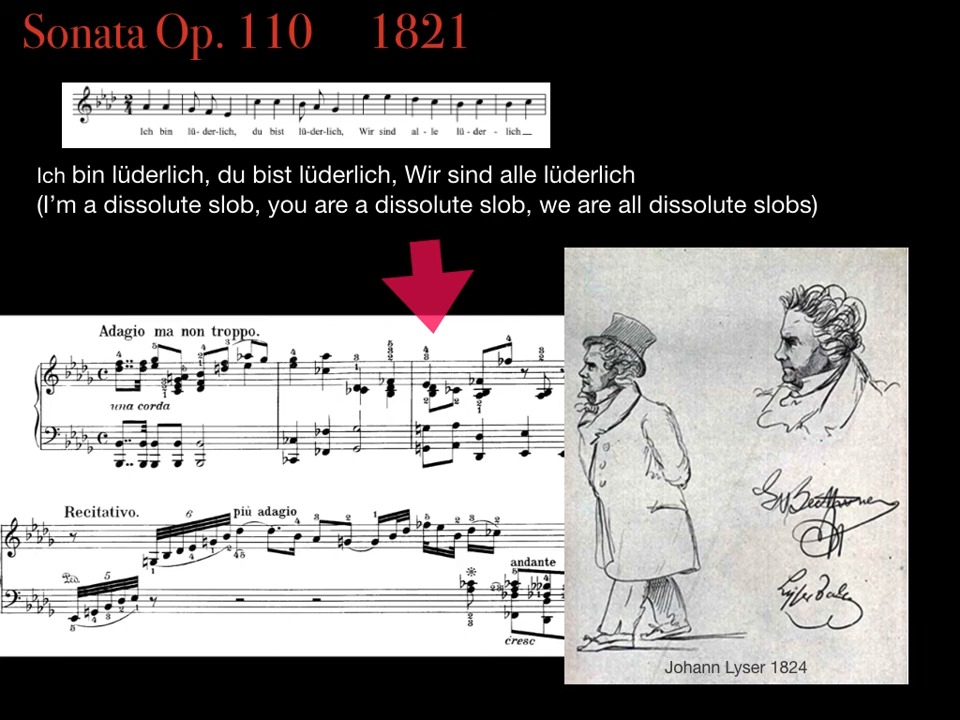 Sonata Op. 110 1821
Ich bin lü-der-lich, du bist lü-der-lich, Wir sind al - le lü - der - lich
Ich bin lüderlich, du bist lüderlich, Wir sind alle lüderlich
(I’m a dissolute slob, you are a dissolute slob, we are all dissolute slobs)
Adagio ma non troppo.
una corda
Recitativo.
6
più adagio
5
andante
cresc
Johann Lyser 1824